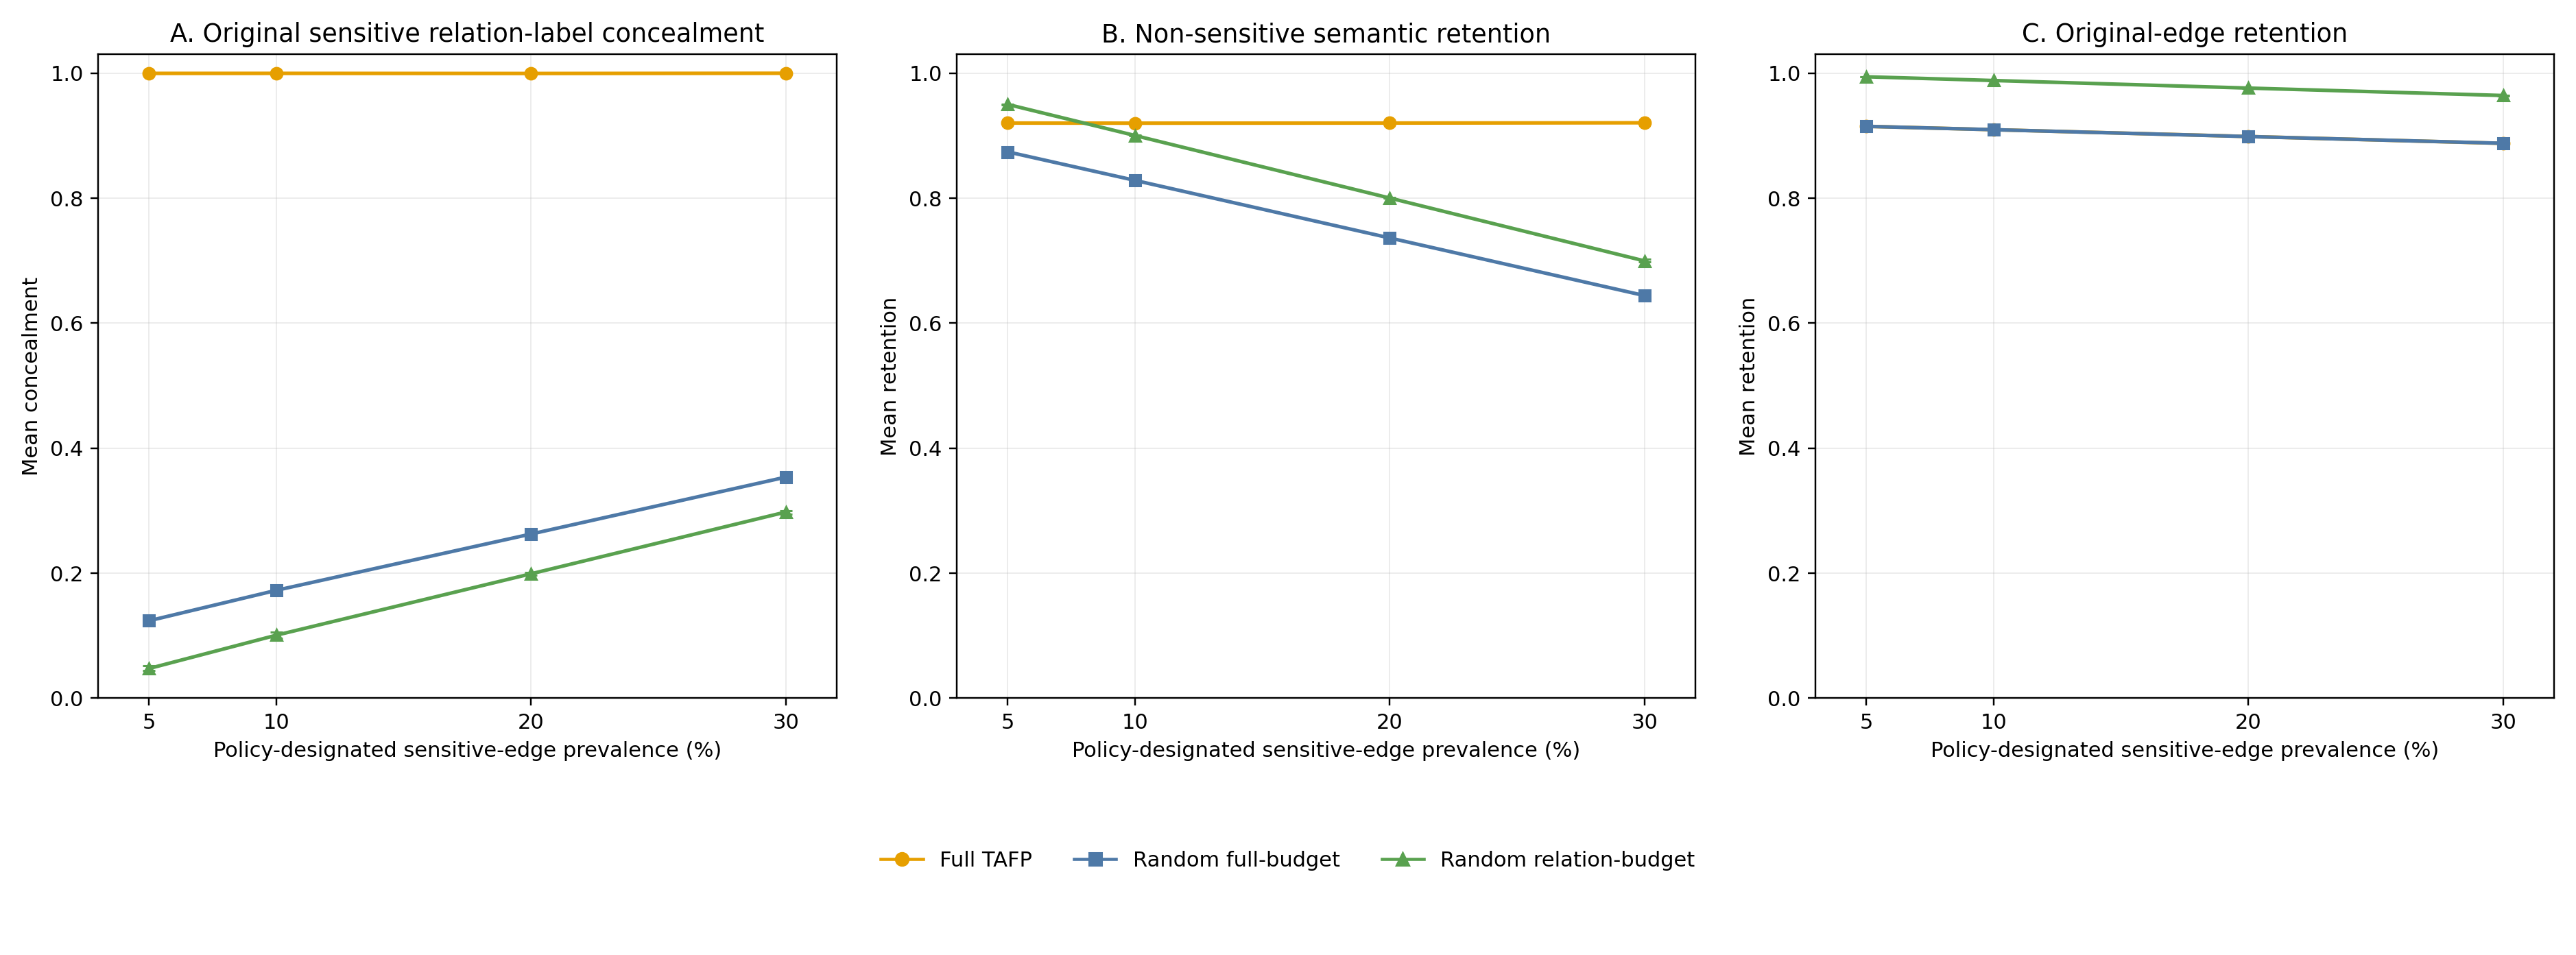 A. Original sensitive relation-label concealment
1.0
0.8
0.6
0.4
0.2
0.0
Mean concealment
5 10 20 30
Policy-designated sensitive-edge prevalence (%)
B. Non-sensitive semantic retention
1.0
0.8
0.6
0.4
0.2
0.0
Mean retention
5 10 20 30
Policy-designated sensitive-edge prevalence (%)
C. Original-edge retention
1.0
0.8
0.6
0.4
0.2
0.0
Mean retention
5 10 20 30
Policy-designated sensitive-edge prevalence (%)
Full TAFP Random full-budget Random relation-budget